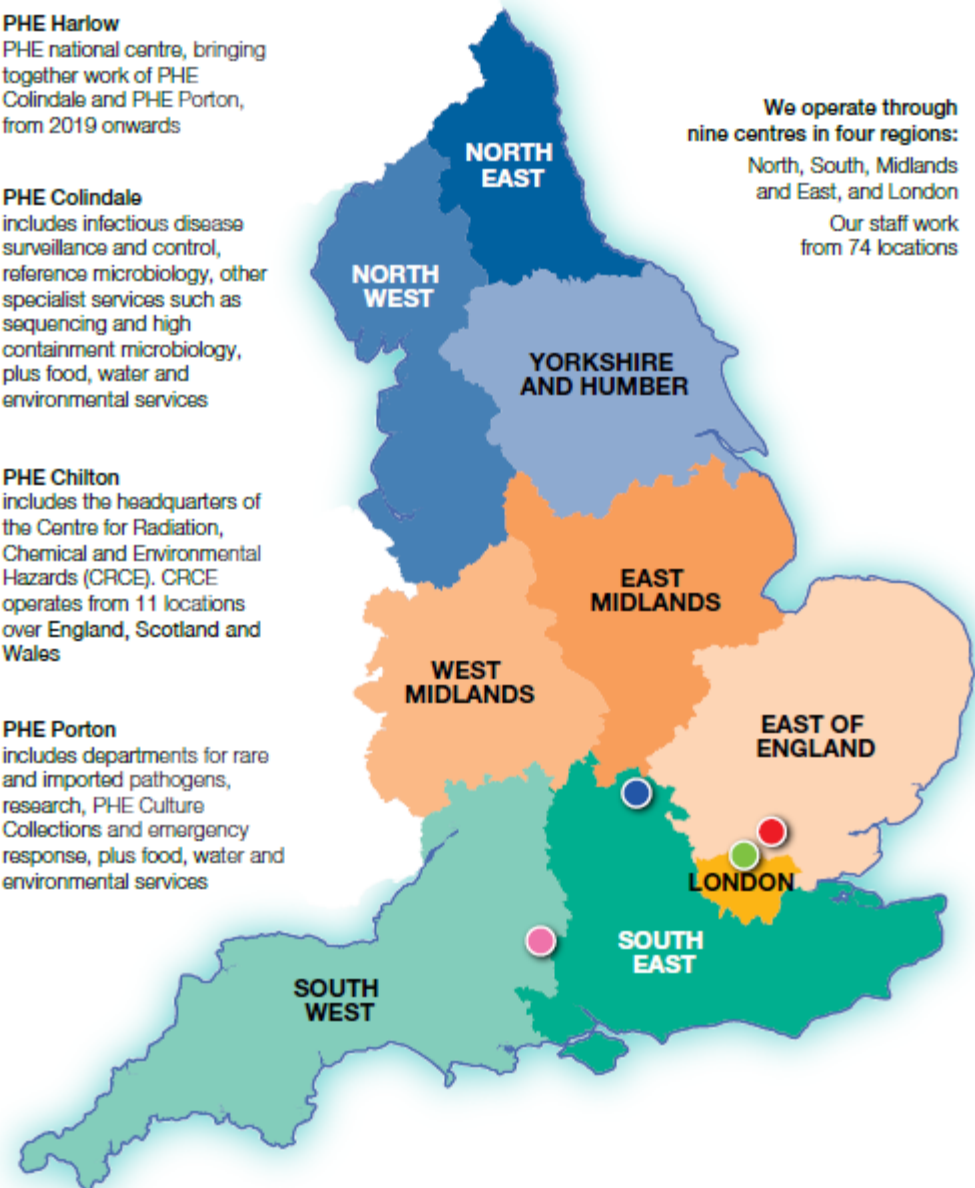 PHE Harlow
PHE national centre, bringing
together work of PHE
Colindale and PHE Porton,
from 2019 onwards
PHE Colindale
includes infectious disease
surveillance and control,
reference microbiology, other
specialist services such as
sequencing and high
containment microbiology,
plus food, water and
environmental services
PHE Chilton
includes the headquarters of
the Centre for Radiation,
Chemical and Environmental
Hazards (CRCE). CRCE
operates from 11 locations
over England, Scotland and
Wales
PHE Porton
includes departments for rare
and imported pathogens,
research, PHE Culture
Collections and emergency
response, plus food, water and
environmental services
We operate through
nine centres in four regions:
North, South, Midlands
and East, and London
Our staff work
from 74 locations
NORTH
EAST
NORTH
WEST
YORKSHIRE
AND HUMBER
EAST
MIDLANDS
WEST
MIDLANDS
EAST OF
ENGLAND
LONDON
SOUTH
EAST
SOUTH
WEST